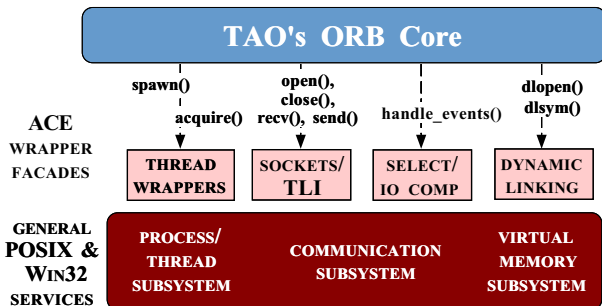 TAO's ORB Core
spawn()
acquire()
open(),
close(),
recv(), send()
handle_events()
dlopen()
dlsym()
ACE
WRAPPER
FACADES
THREAD
WRAPPERS
SOCKETS/
TLI
SELECT/
IO COMP
DYNAMIC
LINKING
GENERAL
POSIX &
WIN32
SERVICES
PROCESS/
THREAD
SUBSYSTEM
COMMUNICATION
SUBSYSTEM
VIRTUAL
MEMORY
SUBSYSTEM